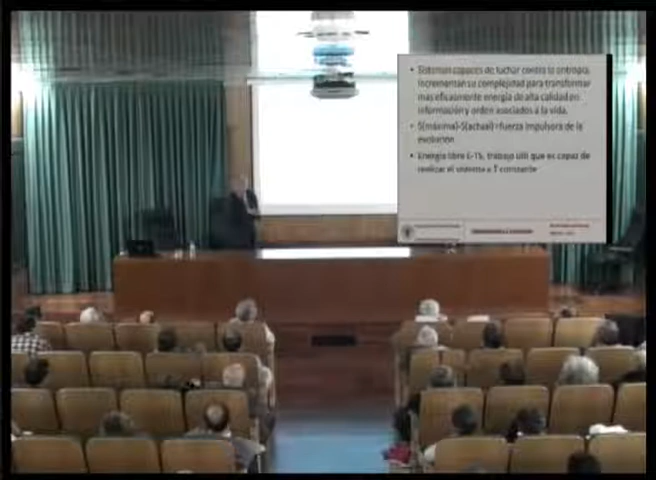 • Sistemas capaces de luchar contra la entropía.
Incrementan su complejidad para transformar
mas eficasmente energía de alta calidad en
información y orden asociados a la vida.
• S(máxima)-S(actual)=fuerza impulsora de la
evolución
• Energía libre E-TS, trabajo útil que es capaz de
realizar el sistema a T constante